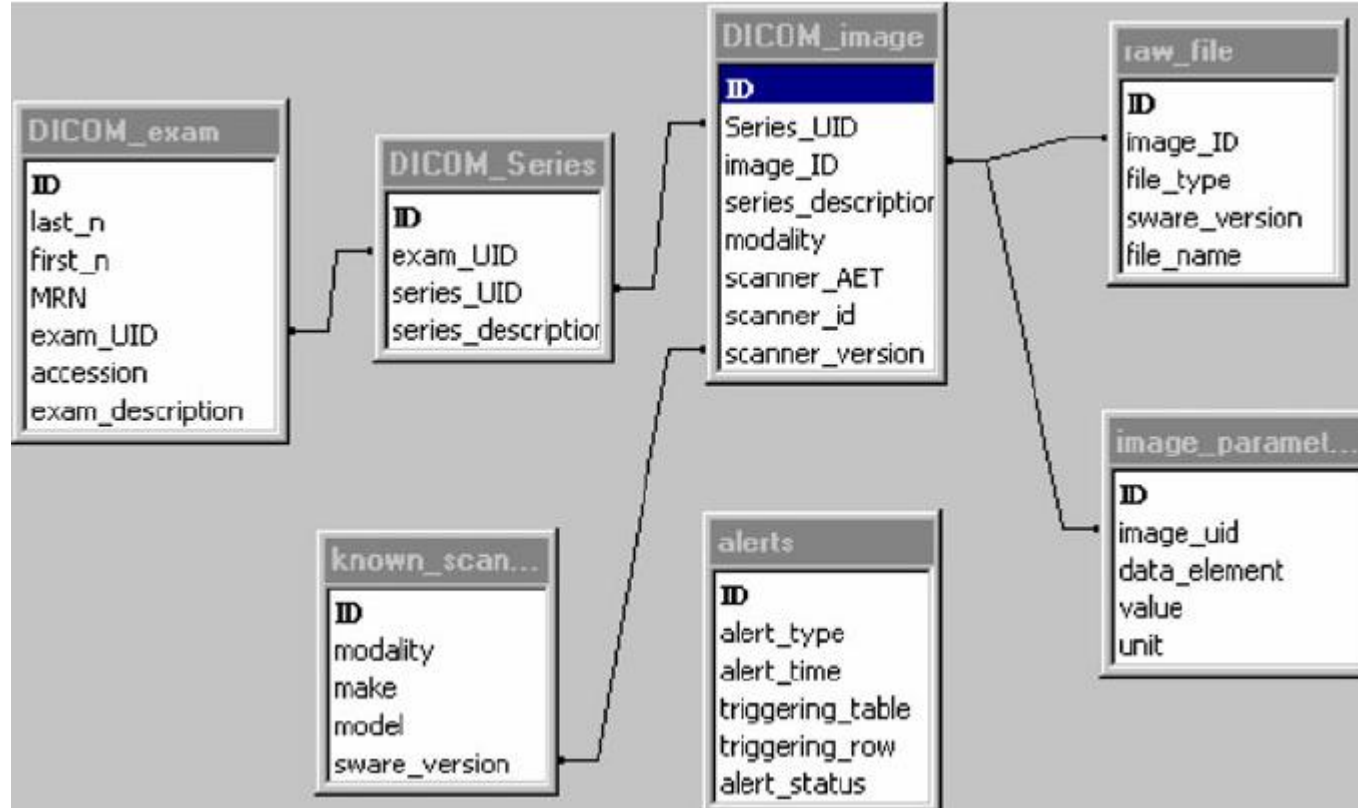 DICOM_exam
ID
last_n
first_n
MRN
exam_UID
accession
exam_description
DICOM_Series
ID
exam_UID
series_UID
series_description
DICOM_image
ID
Series_UID
image_ID
series_description
modality
scanner_AET
scanner_id
scanner_version
raw_file
ID
image_ID
file_type
sware_version
file_name
known_scan...
ID
modality
make
model
sware_version
alerts
ID
alert_type
alert_time
triggering_table
triggering_row
alert_status
image_paramet...
ID
image_uid
data_element
value
unit